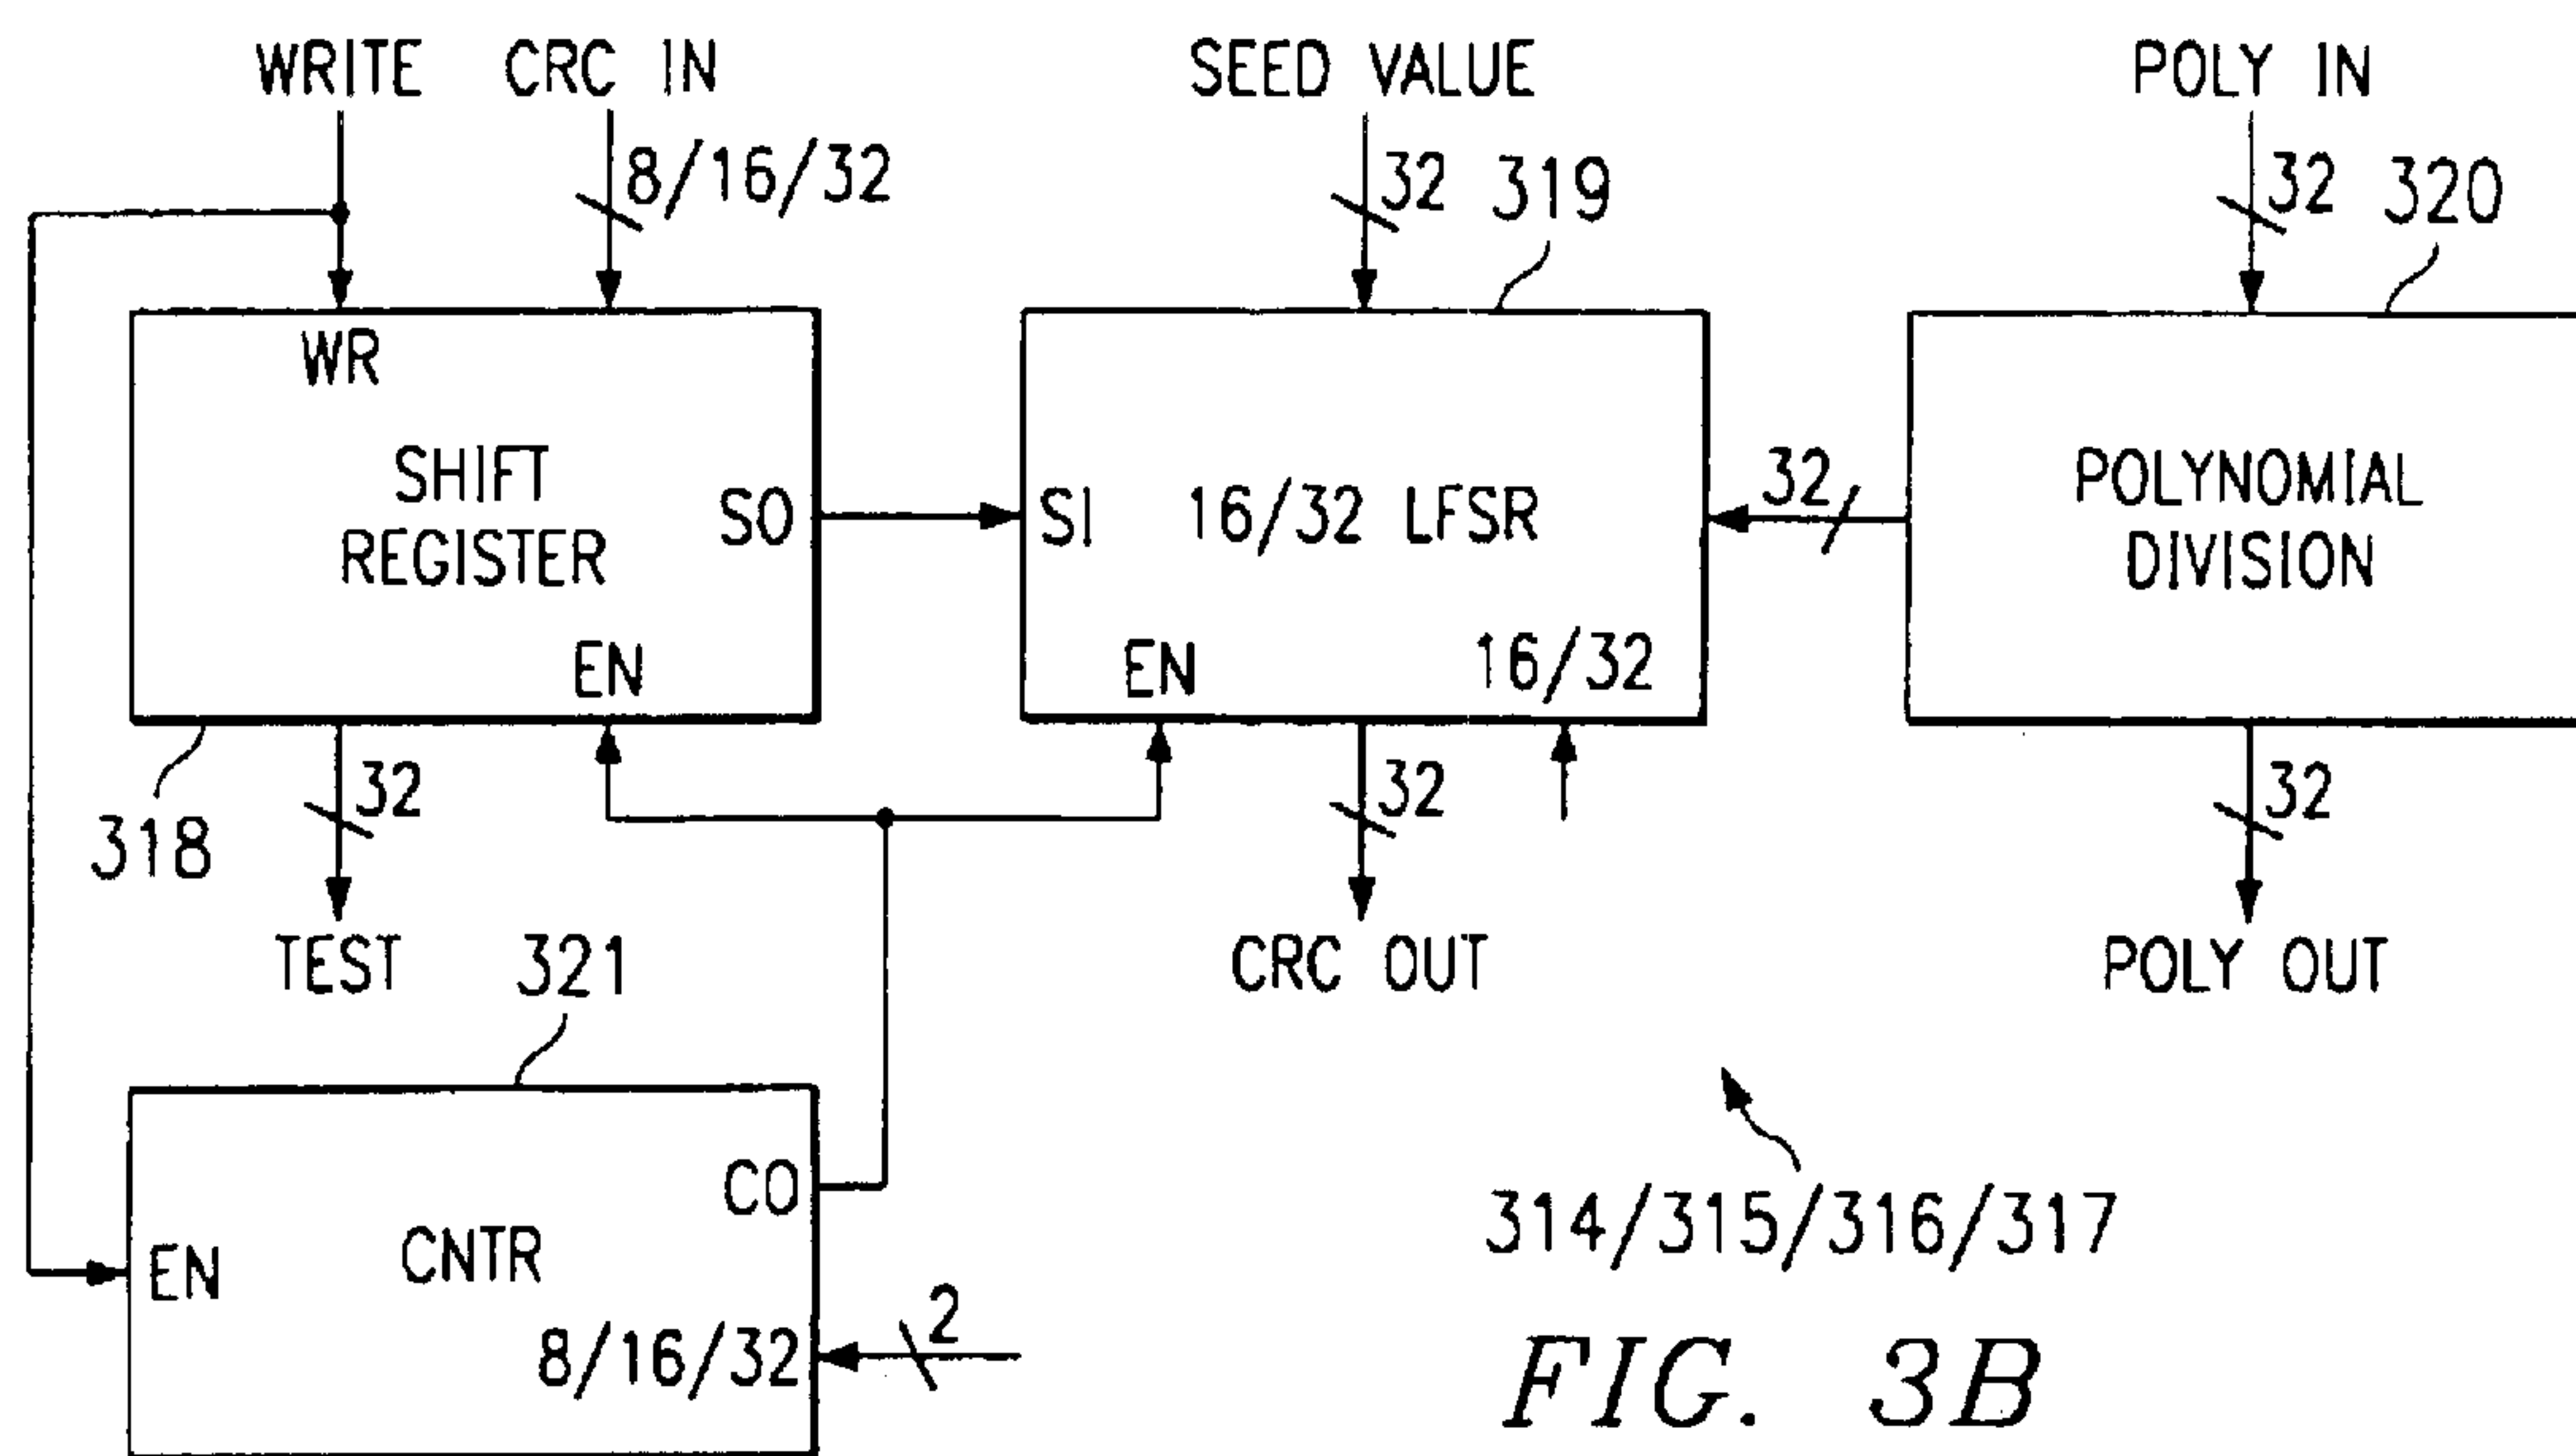 WRITE CRC IN SEED VALUE POLY IN
8/16/32 32 319 32 320
WR
SHIFT
REGISTER
SO
EN
SI 16/32 LFSR
EN 16/32
32
POLYNOMIAL
DIVISION
318 32 32 32
TEST 321 CRC OUT POLY OUT
CO
EN CNTR
8/16/32 2
314/315/316/317
FIG. 3B